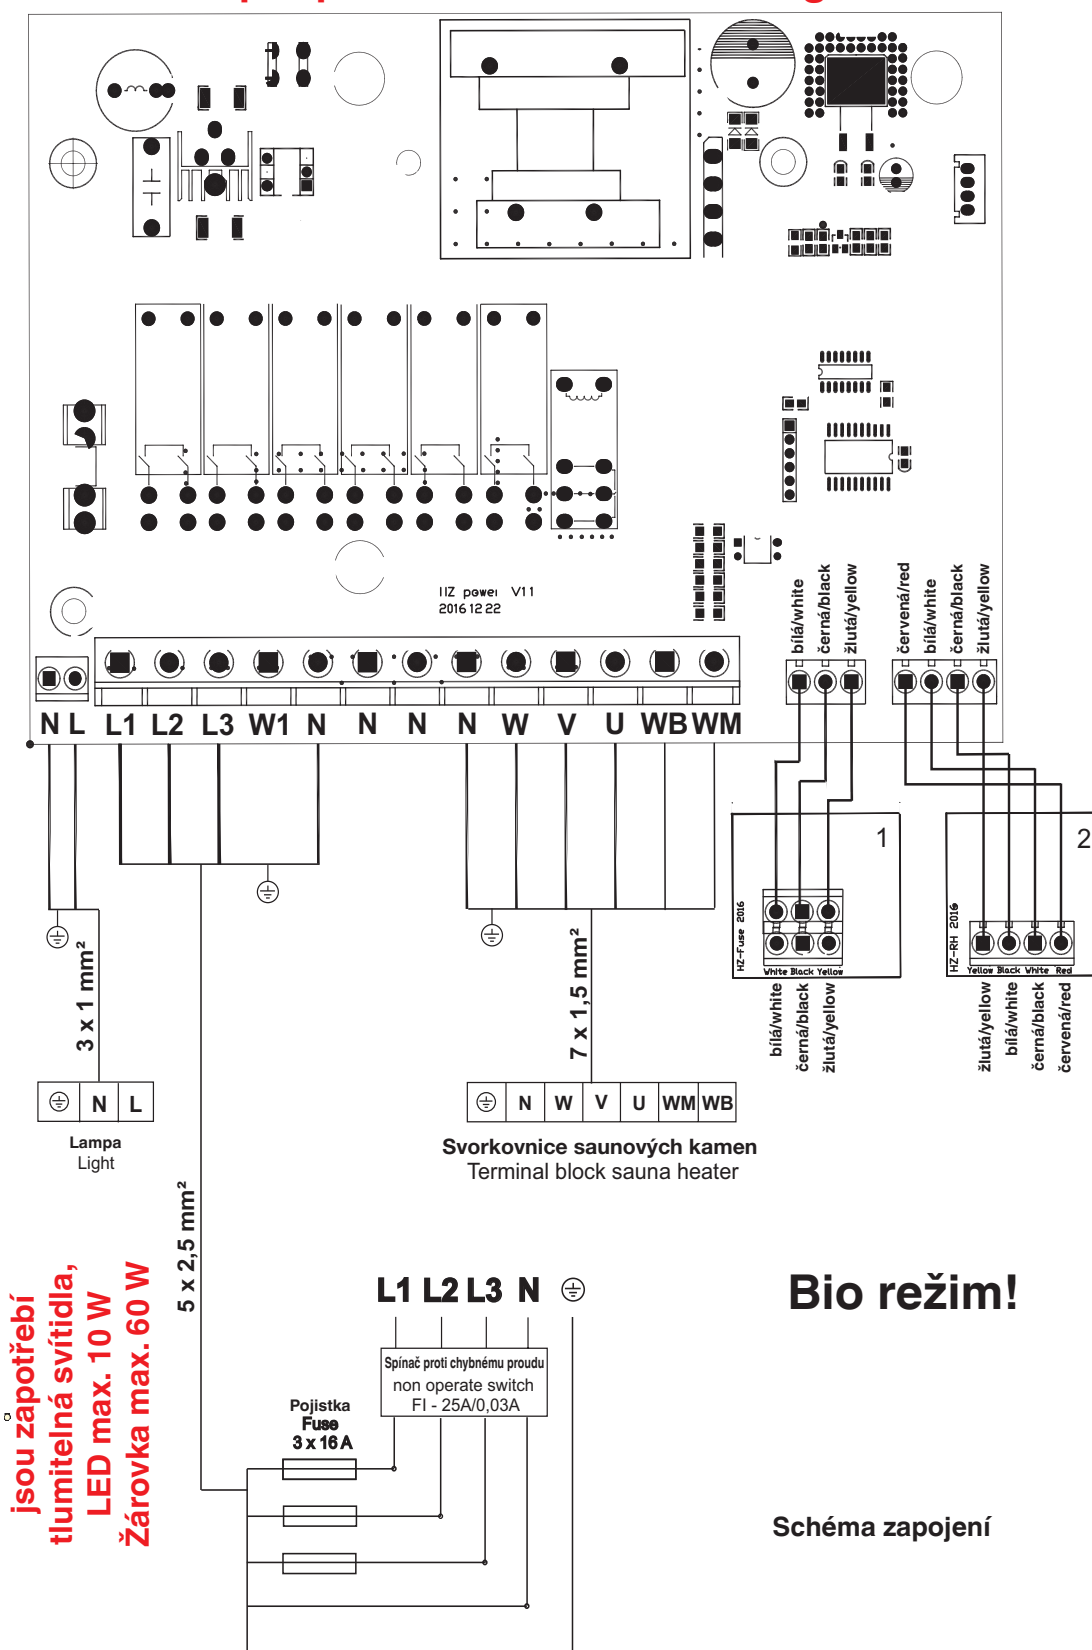 IIZ power V11
2016 12 22
bílá/white
černá/black
žlutá/yellow
červená/red
bílá/white
černá/black
žlutá/yellow
N L L1 L2 L3 W1 N N N N W V U WB WM
1
HZ-Fuse 2016
White Black Yellow
bílá/white
černá/black
žlutá/yellow
2
HZ-RH 2016
Yellow Black White Red
žlutá/yellow
bílá/white
černá/black
červená/red
3 x 1 mm²
7 x 1,5 mm²
N L
Lampa
Light
N W V U WM WB
Svorkovnice saunových kamen
Terminal block sauna heater
5 x 2,5 mm²
jsou zapotřebí
tlumitelná svítidla,
LED max. 10 W
Žárovka max. 60 W
L1 L2 L3 N
Bio režim!
Spínač proti chybnému proudu
non operate switch
FI - 25A/0,03A
Pojistka
Fuse
3 x 16 A
Schéma zapojení